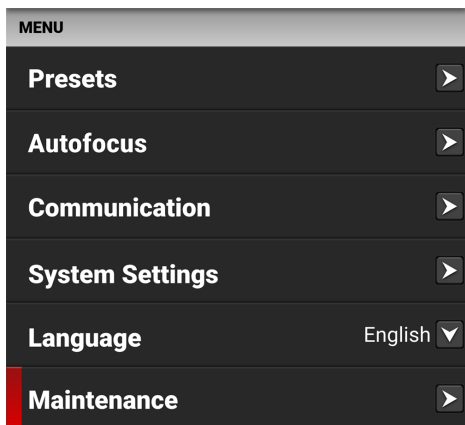 MENU
Presets
Autofocus
Communication
System Settings
Language English
Maintenance